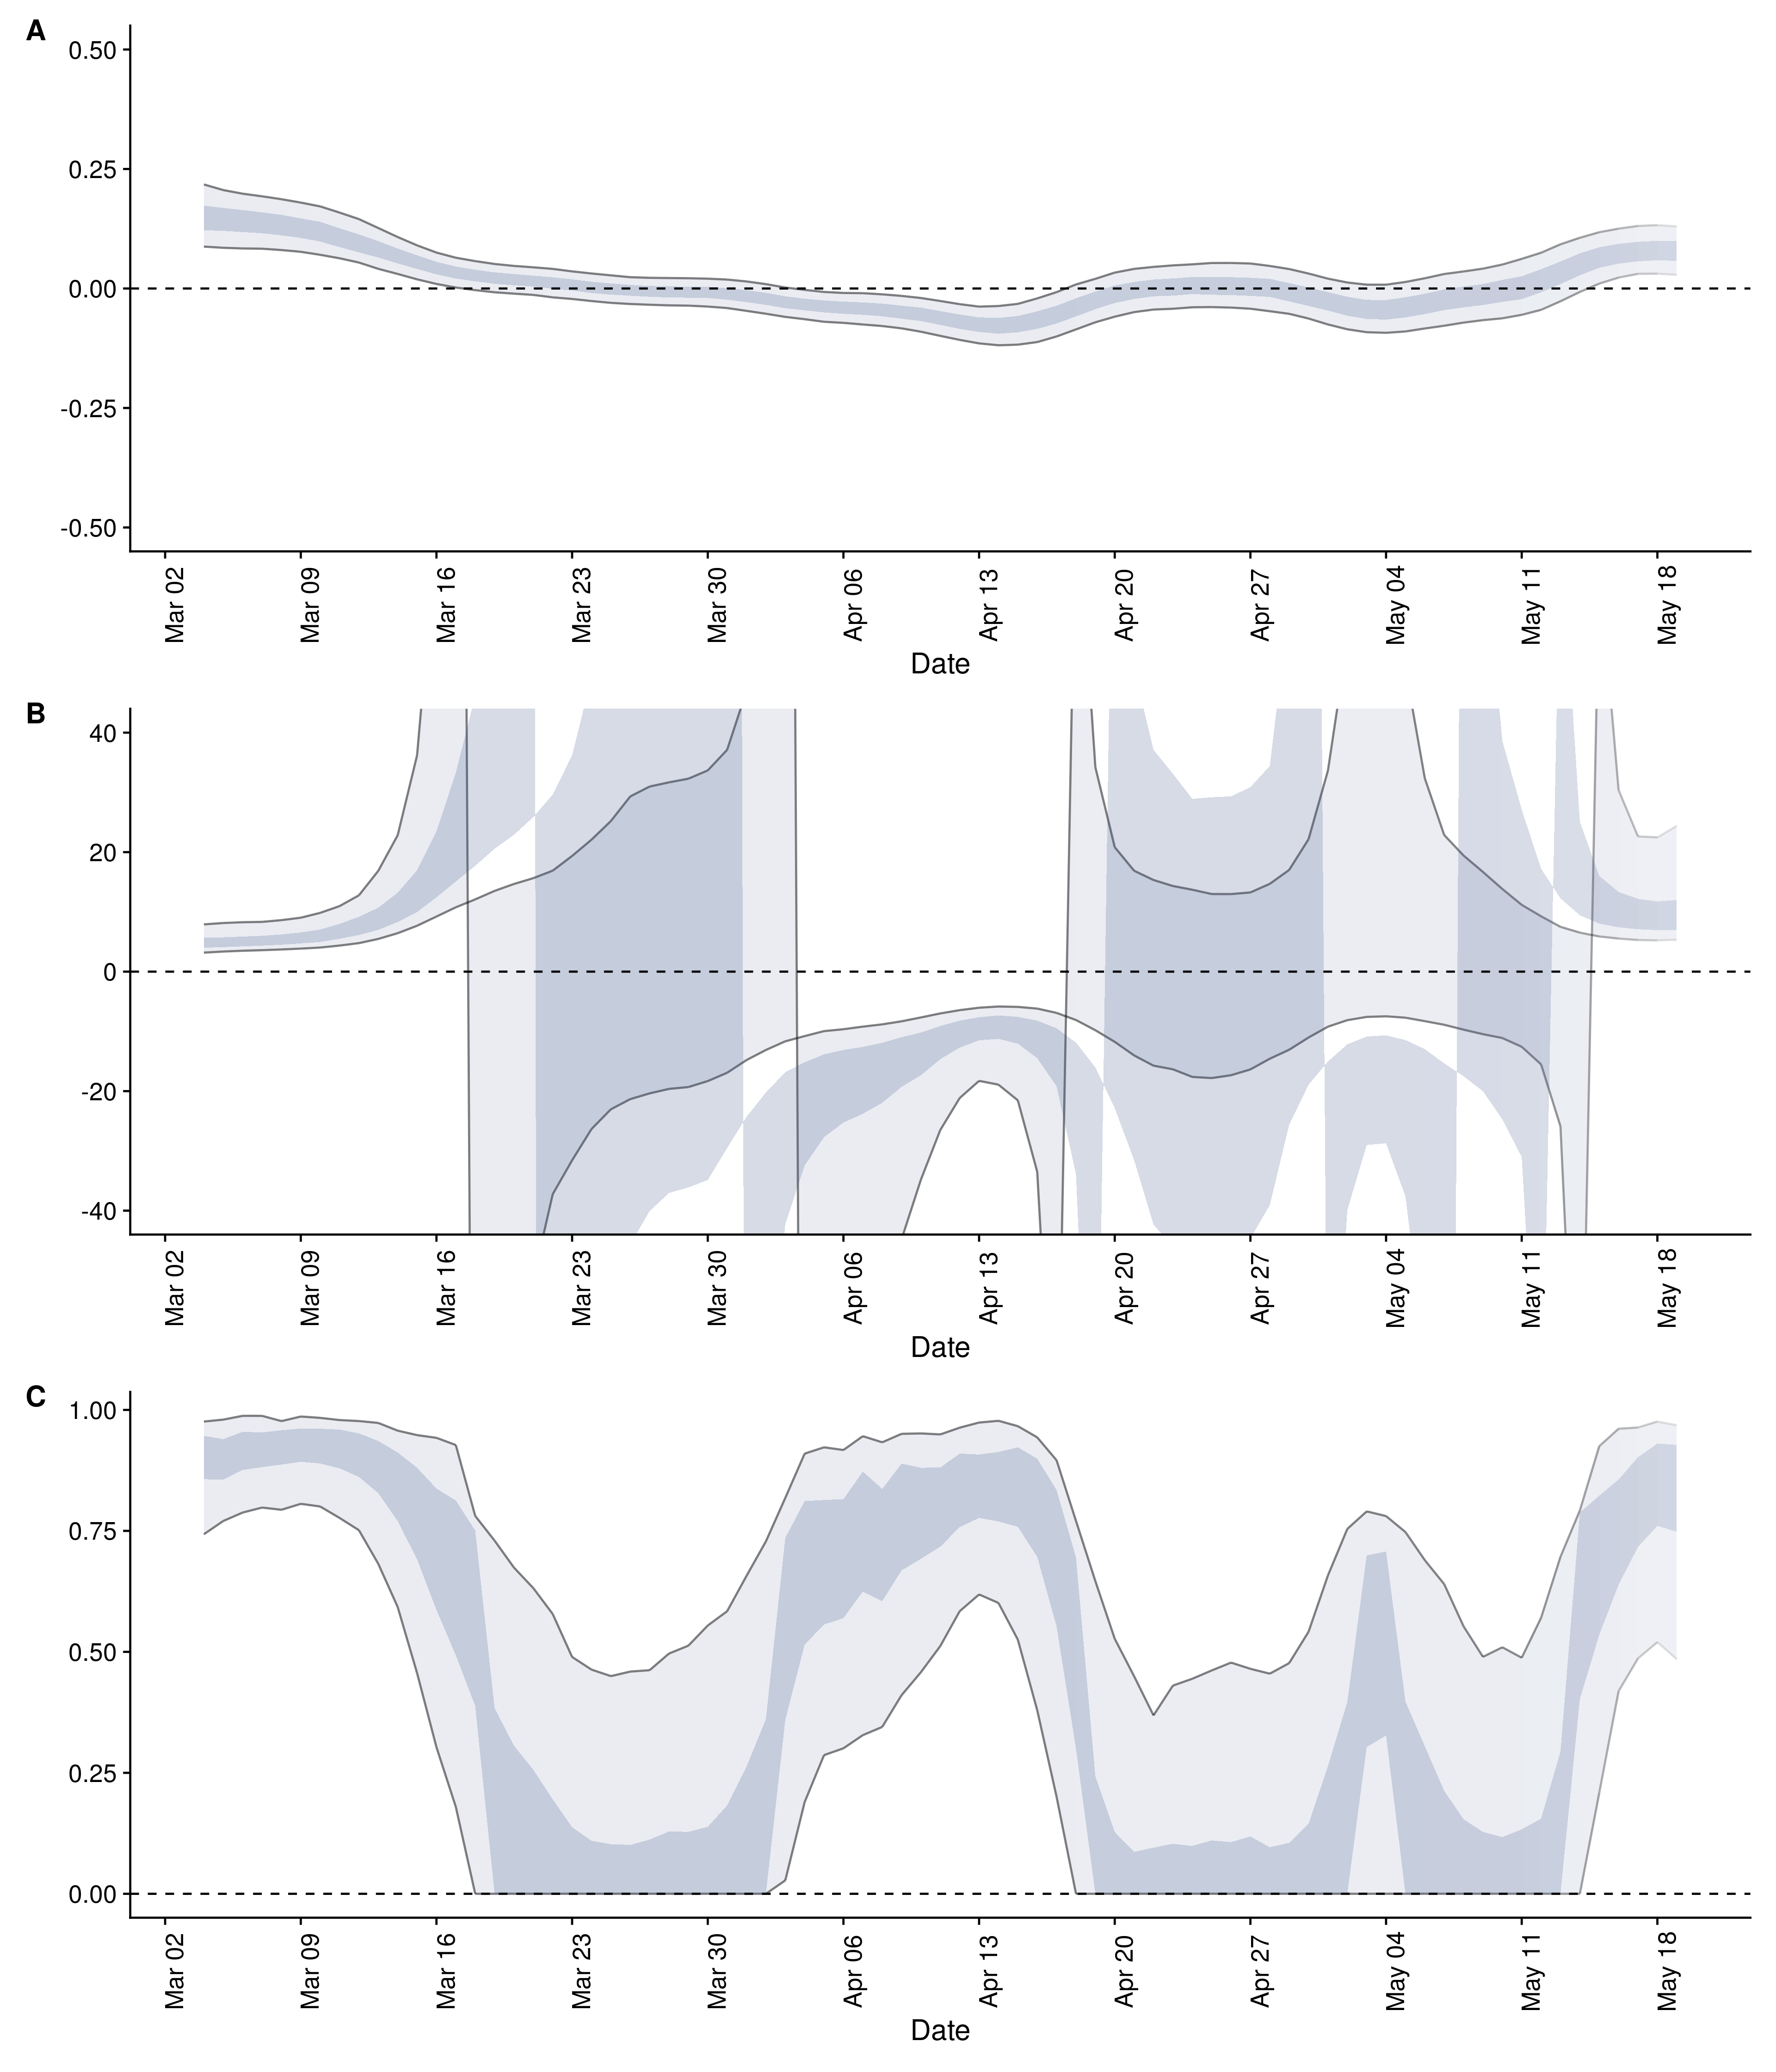 A
0.50
0.25
0.00
-0.25
-0.50
Mar 02
Mar 09
Mar 16
Mar 23
Mar 30
Apr 06
Apr 13
Apr 20
Apr 27
May 04
May 11
May 18
Date
B
40
20
0
-20
-40
Mar 02
Mar 09
Mar 16
Mar 23
Mar 30
Apr 06
Apr 13
Apr 20
Apr 27
May 04
May 11
May 18
Date
C
1.00
0.75
0.50
0.25
0.00
Mar 02
Mar 09
Mar 16
Mar 23
Mar 30
Apr 06
Apr 13
Apr 20
Apr 27
May 04
May 11
May 18
Date